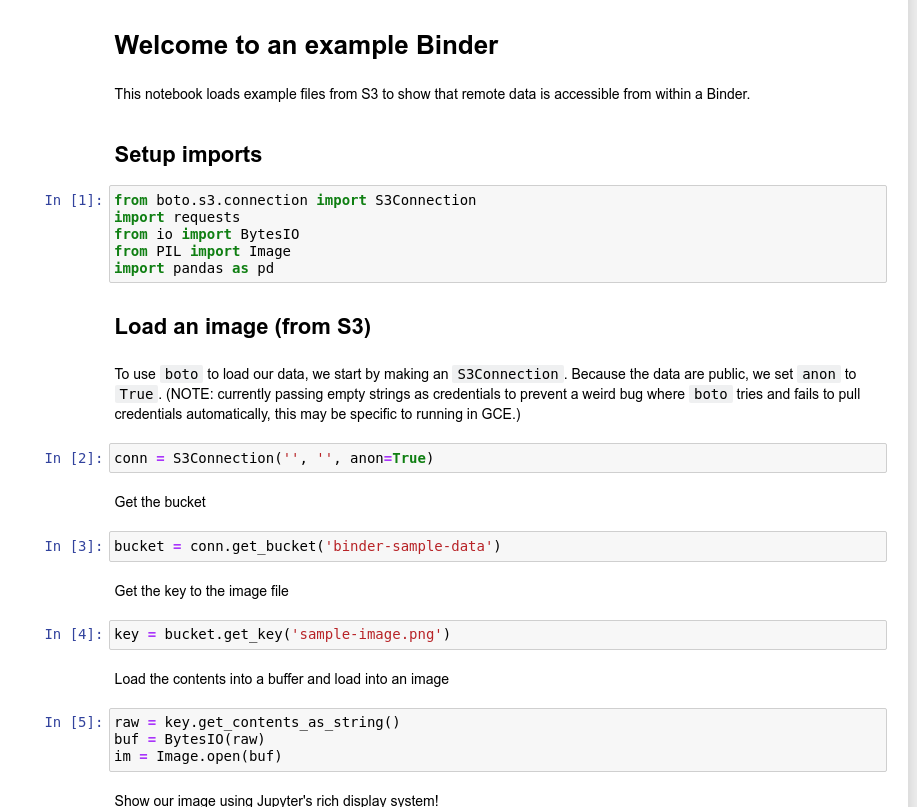 Welcome to an example Binder
This notebook loads example files from S3 to show that remote data is accessible from within a Binder.
Setup imports
In [1]: from boto.s3.connection import S3Connection
import requests
from io import BytesIO
from PIL import Image
import pandas as pd
Load an image (from S3)
To use boto to load our data, we start by making an S3Connection. Because the data are public, we set anon to
True. (NOTE: currently passing empty strings as credentials to prevent a weird bug where boto tries and fails to pull
credentials automatically, this may be specific to running in GCE.)
In [2]: conn = S3Connection('', '', anon=True)
Get the bucket
In [3]: bucket = conn.get_bucket('binder-sample-data')
Get the key to the image file
In [4]: key = bucket.get_key('sample-image.png')
Load the contents into a buffer and load into an image
In [5]: raw = key.get_contents_as_string()
buf = BytesIO(raw)
im = Image.open(buf)
Show our image using Jupyter's rich display system!